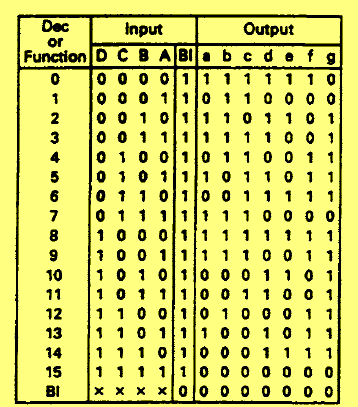 Dec or Function Input Output
D C B A BI a b c d e f g
0 0 0 0 0 1 1 1 1 1 1 1 0
1 0 0 0 1 1 0 1 1 0 0 0 0
2 0 0 1 0 1 1 1 0 1 1 0 1
3 0 0 1 1 1 1 1 1 1 0 0 1
4 0 1 0 0 1 0 1 1 0 0 1 1
5 0 1 0 1 1 1 0 1 1 0 1 1
6 0 1 1 0 1 0 0 1 1 1 1 1
7 0 1 1 1 1 1 1 1 0 0 0 0
8 1 0 0 0 1 1 1 1 1 1 1 1
9 1 0 0 1 1 1 1 1 0 0 1 1
10 1 0 1 0 1 0 0 0 1 1 0 1
11 1 0 1 1 1 0 0 1 1 0 0 1
12 1 1 0 0 1 0 1 0 0 0 1 1
13 1 1 0 1 1 1 0 0 1 0 1 1
14 1 1 1 0 1 0 0 0 1 1 1 1
15 1 1 1 1 1 0 0 0 0 0 0 0
BI × × × × 0 0 0 0 0 0 0 0